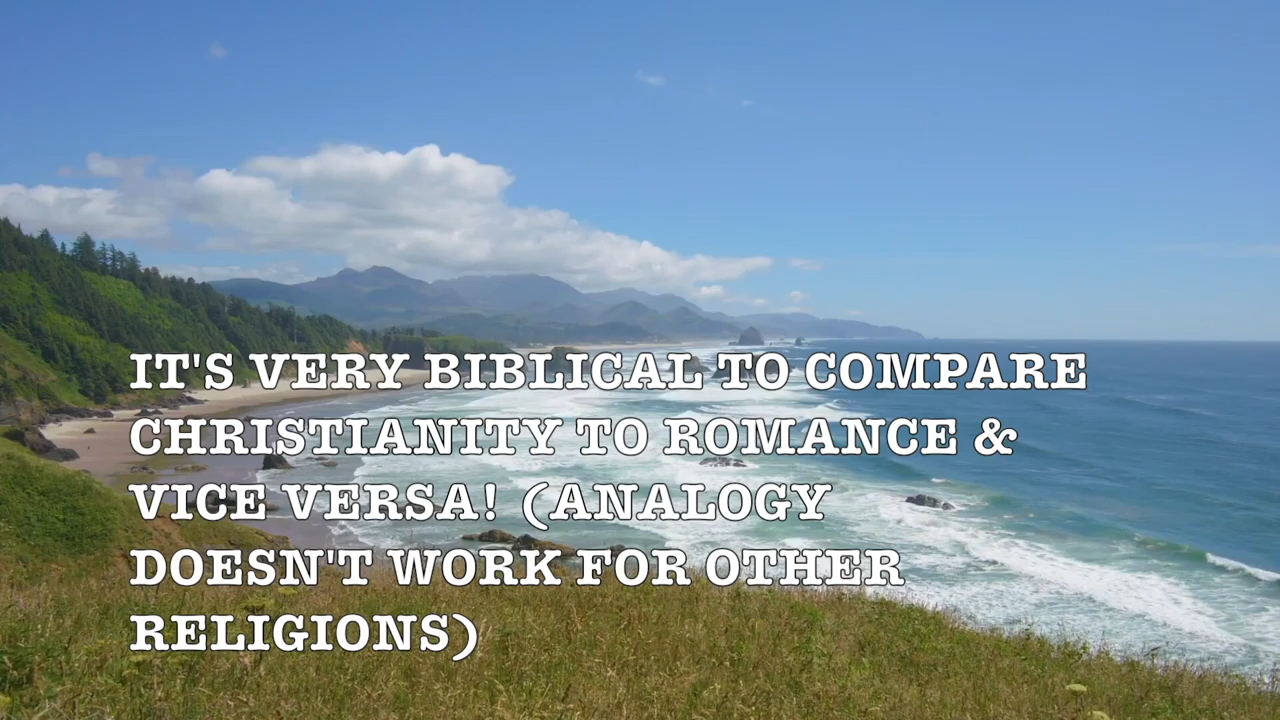 IT'S VERY BIBLICAL TO COMPARE
CHRISTIANITY TO ROMANCE &
VICE VERSA! (ANALOGY
DOESN'T WORK FOR OTHER
RELIGIONS)